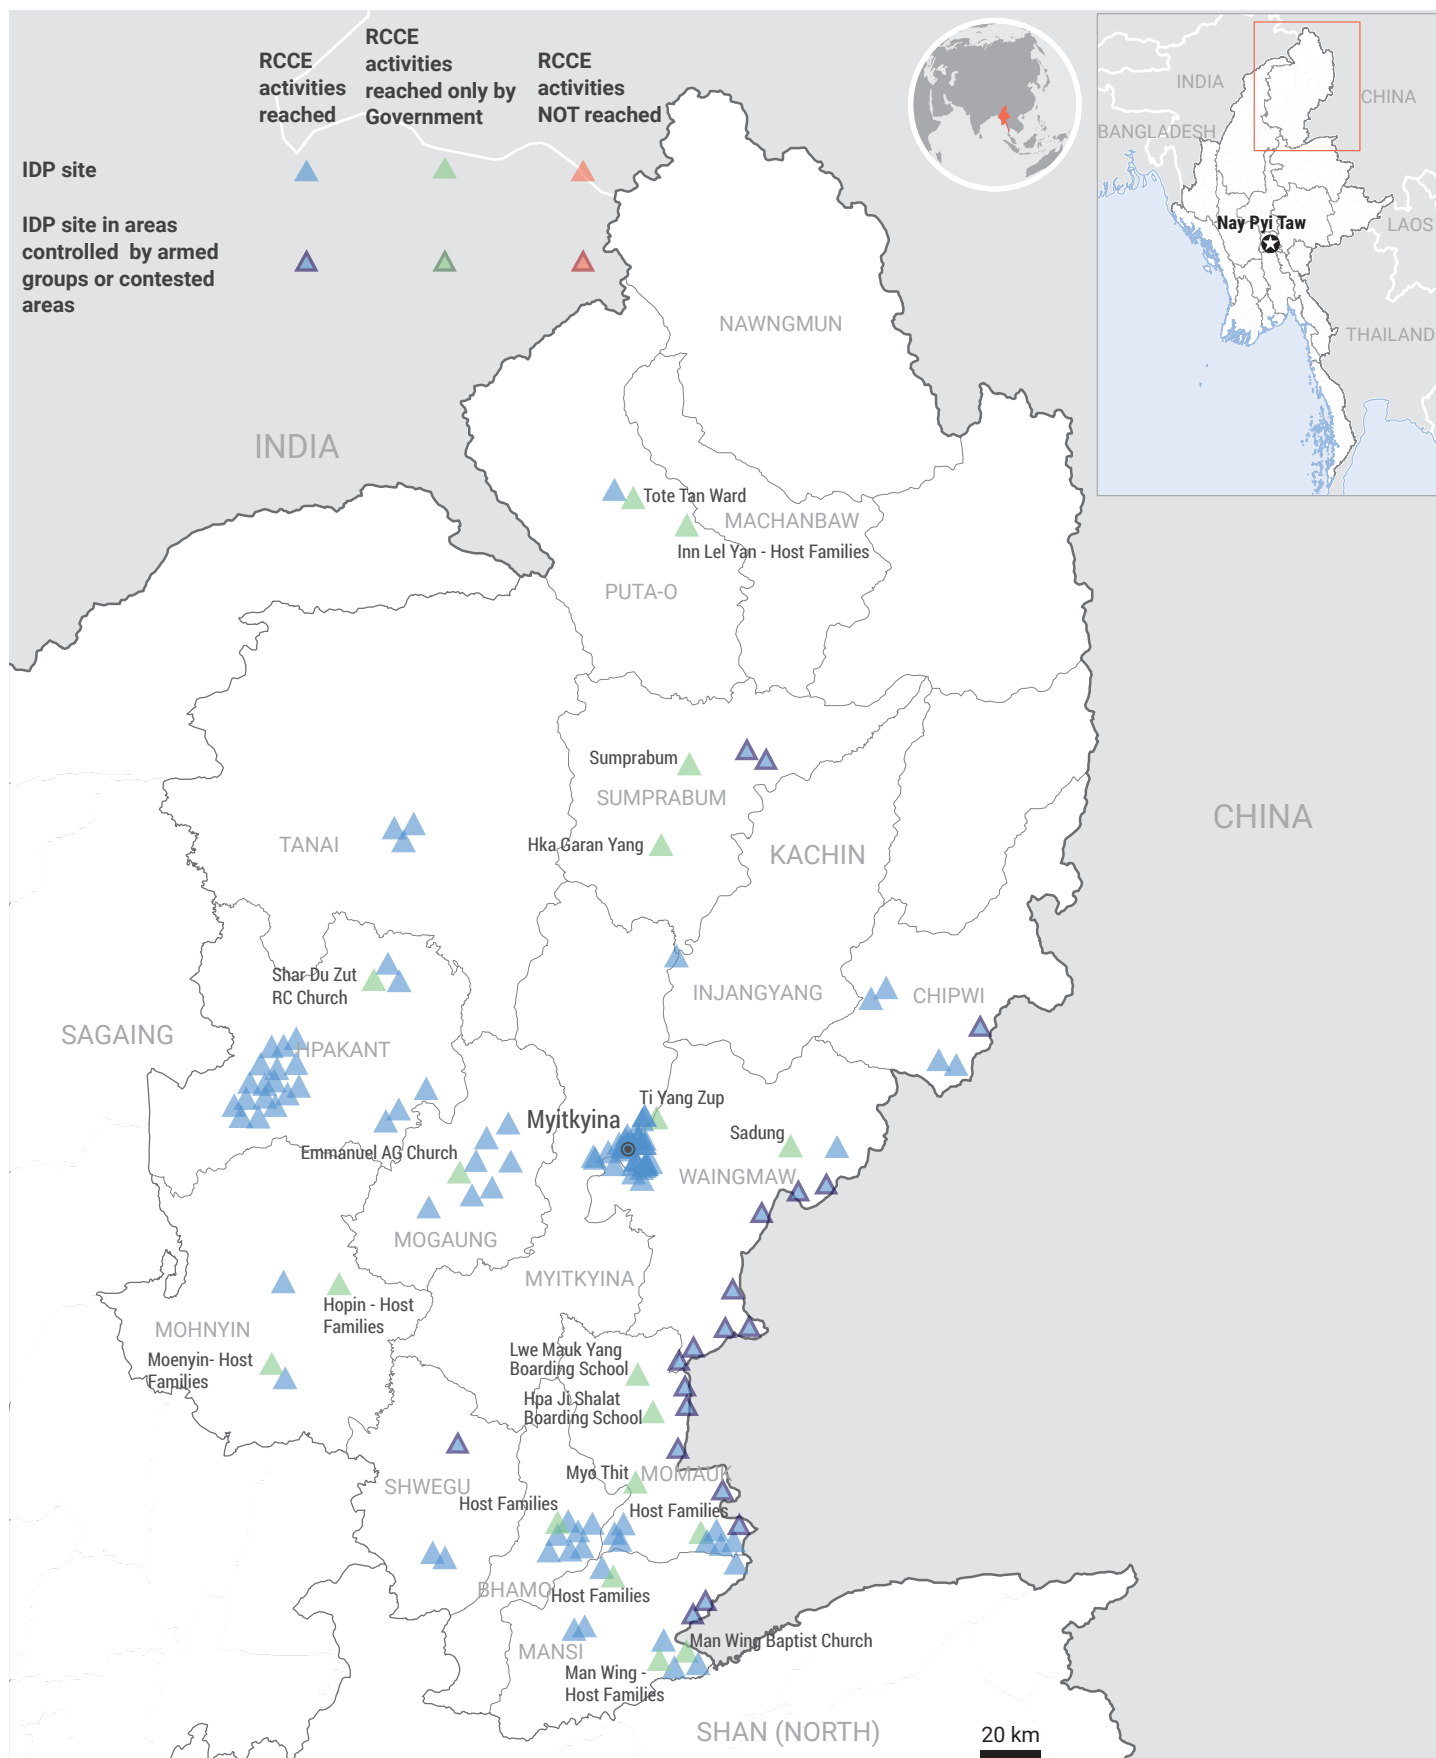 RCCE
activities
reached
RCCE
activities
reached only by
Government
RCCE
activities
NOT reached
IDP site
IDP site in areas
controlled by armed
groups or contested
areas
INDIA
CHINA
BANGLADESH
Nay Pyi Taw
LAOS
THAILAND
NAWNGMUN
INDIA
Tote Tan Ward
MACHANBAW
Inn Lel Yan - Host Families
PUTA-O
Sumprabum
SUMPRABUM
CHINA
TANAI
Hka Garan Yang
KACHIN
Shar Du Zut
RC Church
INJANGYANG
CHIPWI
SAGAING
HPAKANT
Ti Yang Zup
Myitkyina
Sadung
Emmanuel AG Church
WAINGMAW
MOGAUNG
MYITKYINA
Hopin - Host
Families
MOHNYIN
Moenyin- Host
Families
Lwe Mauk Yang
Boarding School
Hpa Ji Shalat
Boarding School
Myo Thit
MOMAUK
SHWEGU
Host Families
Host Families
BHAMO
Host Families
MANSI
Man Wing Baptist Church
Man Wing -
Host Families
SHAN (NORTH)
20 km